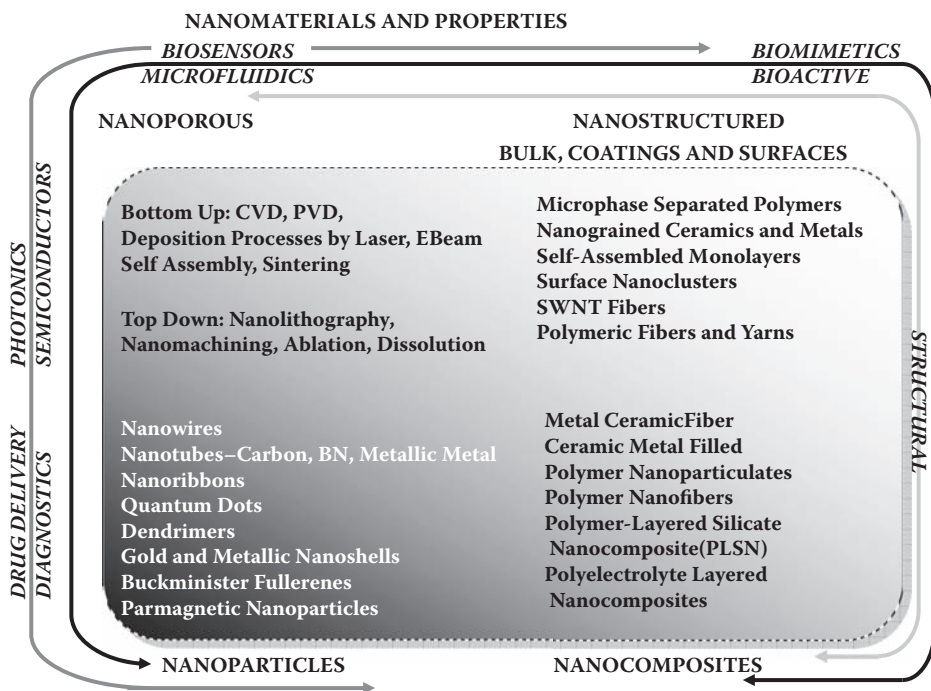 NANOMATERIALS AND PROPERTIES
BIOSENSORS
BIOMIMETICS
MICROFLUIDICS
BIOACTIVE
NANOPOROUS
NANOSTRUCTURED
BULK, COATINGS AND SURFACES
PHOTONICS
SEMICONDUCTORS
DRUG DELIVERY
DIAGNOSTICS
Bottom Up: CVD, PVD,
Deposition Processes by Laser, EBeam
Self Assembly, Sintering
Top Down: Nanolithography,
Nanomachining, Ablation, Dissolution
Microphase Separated Polymers
Nanograined Ceramics and Metals
Self-Assembled Monolayers
Surface Nanoclusters
SWNT Fibers
Polymeric Fibers and Yarns
STRUCTURAL
Nanowires
Nanotubes–Carbon, BN, Metallic Metal
Nanoribbons
Quantum Dots
Dendrimers
Gold and Metallic Nanoshells
Buckminister Fullerenes
Parmagnetic Nanoparticles
Metal CeramicFiber
Ceramic Metal Filled
Polymer Nanoparticulates
Polymer Nanofibers
Polymer-Layered Silicate
Nanocomposite(PLSN)
Polyelectrolyte Layered
Nanocomposites
NANOPARTICLES
NANOCOMPOSITES